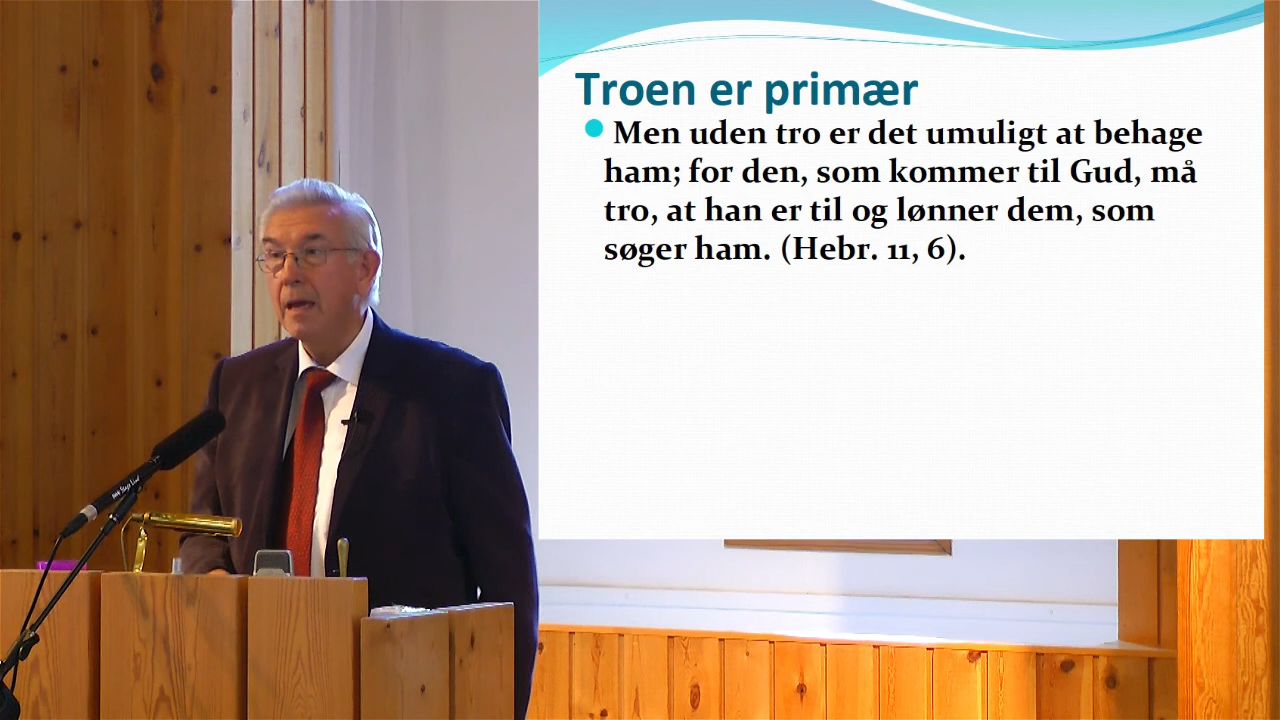 Troen er primær
Men uden tro er det umuligt at behage
ham; for den, som kommer til Gud, må
tro, at han er til og lønner dem, som
søger ham. (Hebr. 11, 6).